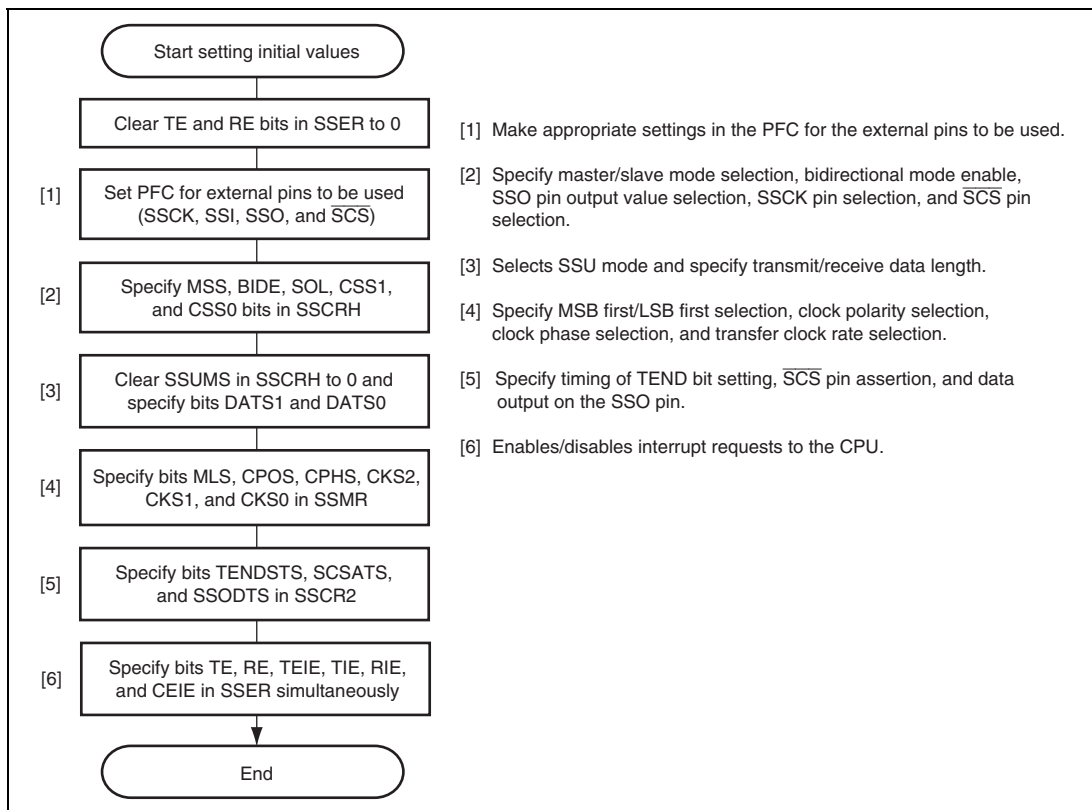 Start setting initial values
Clear TE and RE bits in SSER to 0
[1]
Set PFC for external pins to be used
(SSCK, SSI, SSO, and SCS)
[2]
Specify MSS, BIDE, SOL, CSS1,
and CSS0 bits in SSCRH
[3]
Clear SSUMS in SSCRH to 0 and
specify bits DATS1 and DATS0
[4]
Specify bits MLS, CPOS, CPHS, CKS2,
CKS1, and CKS0 in SSMR
[5]
Specify bits TENDSTS, SCSATS,
and SSODTS in SSCR2
[6]
Specify bits TE, RE, TEIE, TIE, RIE,
and CEIE in SSER simultaneously
End
[1] Make appropriate settings in the PFC for the external pins to be used.
[2] Specify master/slave mode selection, bidirectional mode enable,
SSO pin output value selection, SSCK pin selection, and SCS pin
selection.
[3] Selects SSU mode and specify transmit/receive data length.
[4] Specify MSB first/LSB first selection, clock polarity selection,
clock phase selection, and transfer clock rate selection.
[5] Specify timing of TEND bit setting, SCS pin assertion, and data
output on the SSO pin.
[6] Enables/disables interrupt requests to the CPU.